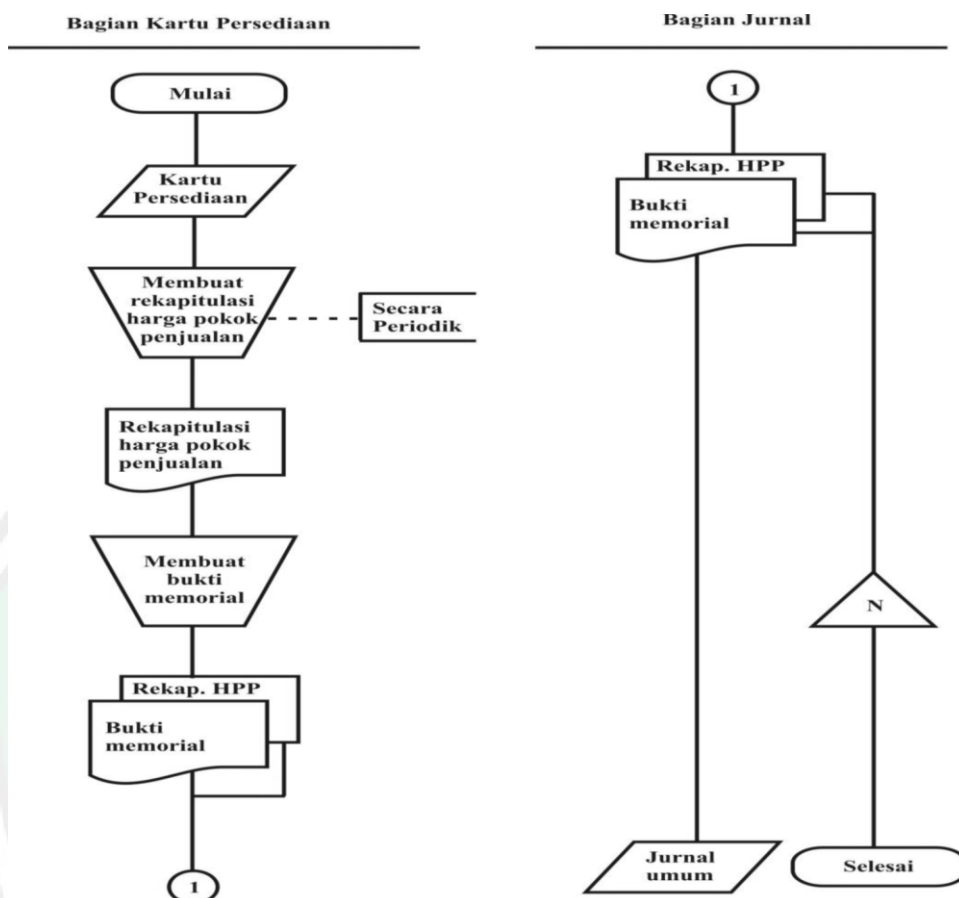 Bagian Kartu Persediaan
Mulai
Kartu
Persediaan
Membuat
rekapitulasi
harga pokok
penjualan
Secara
Periodik
Rekapitulasi
harga pokok
penjualan
Membuat
bukti
memorial
Rekap. HPP
Bukti
memorial
1
Bagian Jurnal
1
Rekap. HPP
Bukti
memorial
N
Jurnal
umum
Selesai